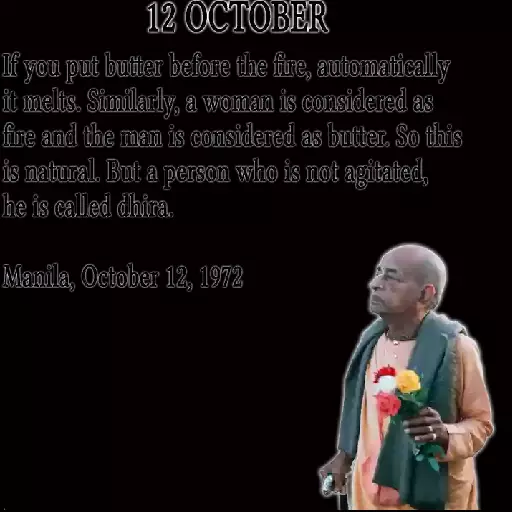 12 OCTOBER
If you put butter before the fire, automatically
it melts. Similarly, a woman is considered as
fire and the man is considered as butter. So this
is natural. But a person who is not agitated,
he is called dhira.
Manila, October 12, 1972